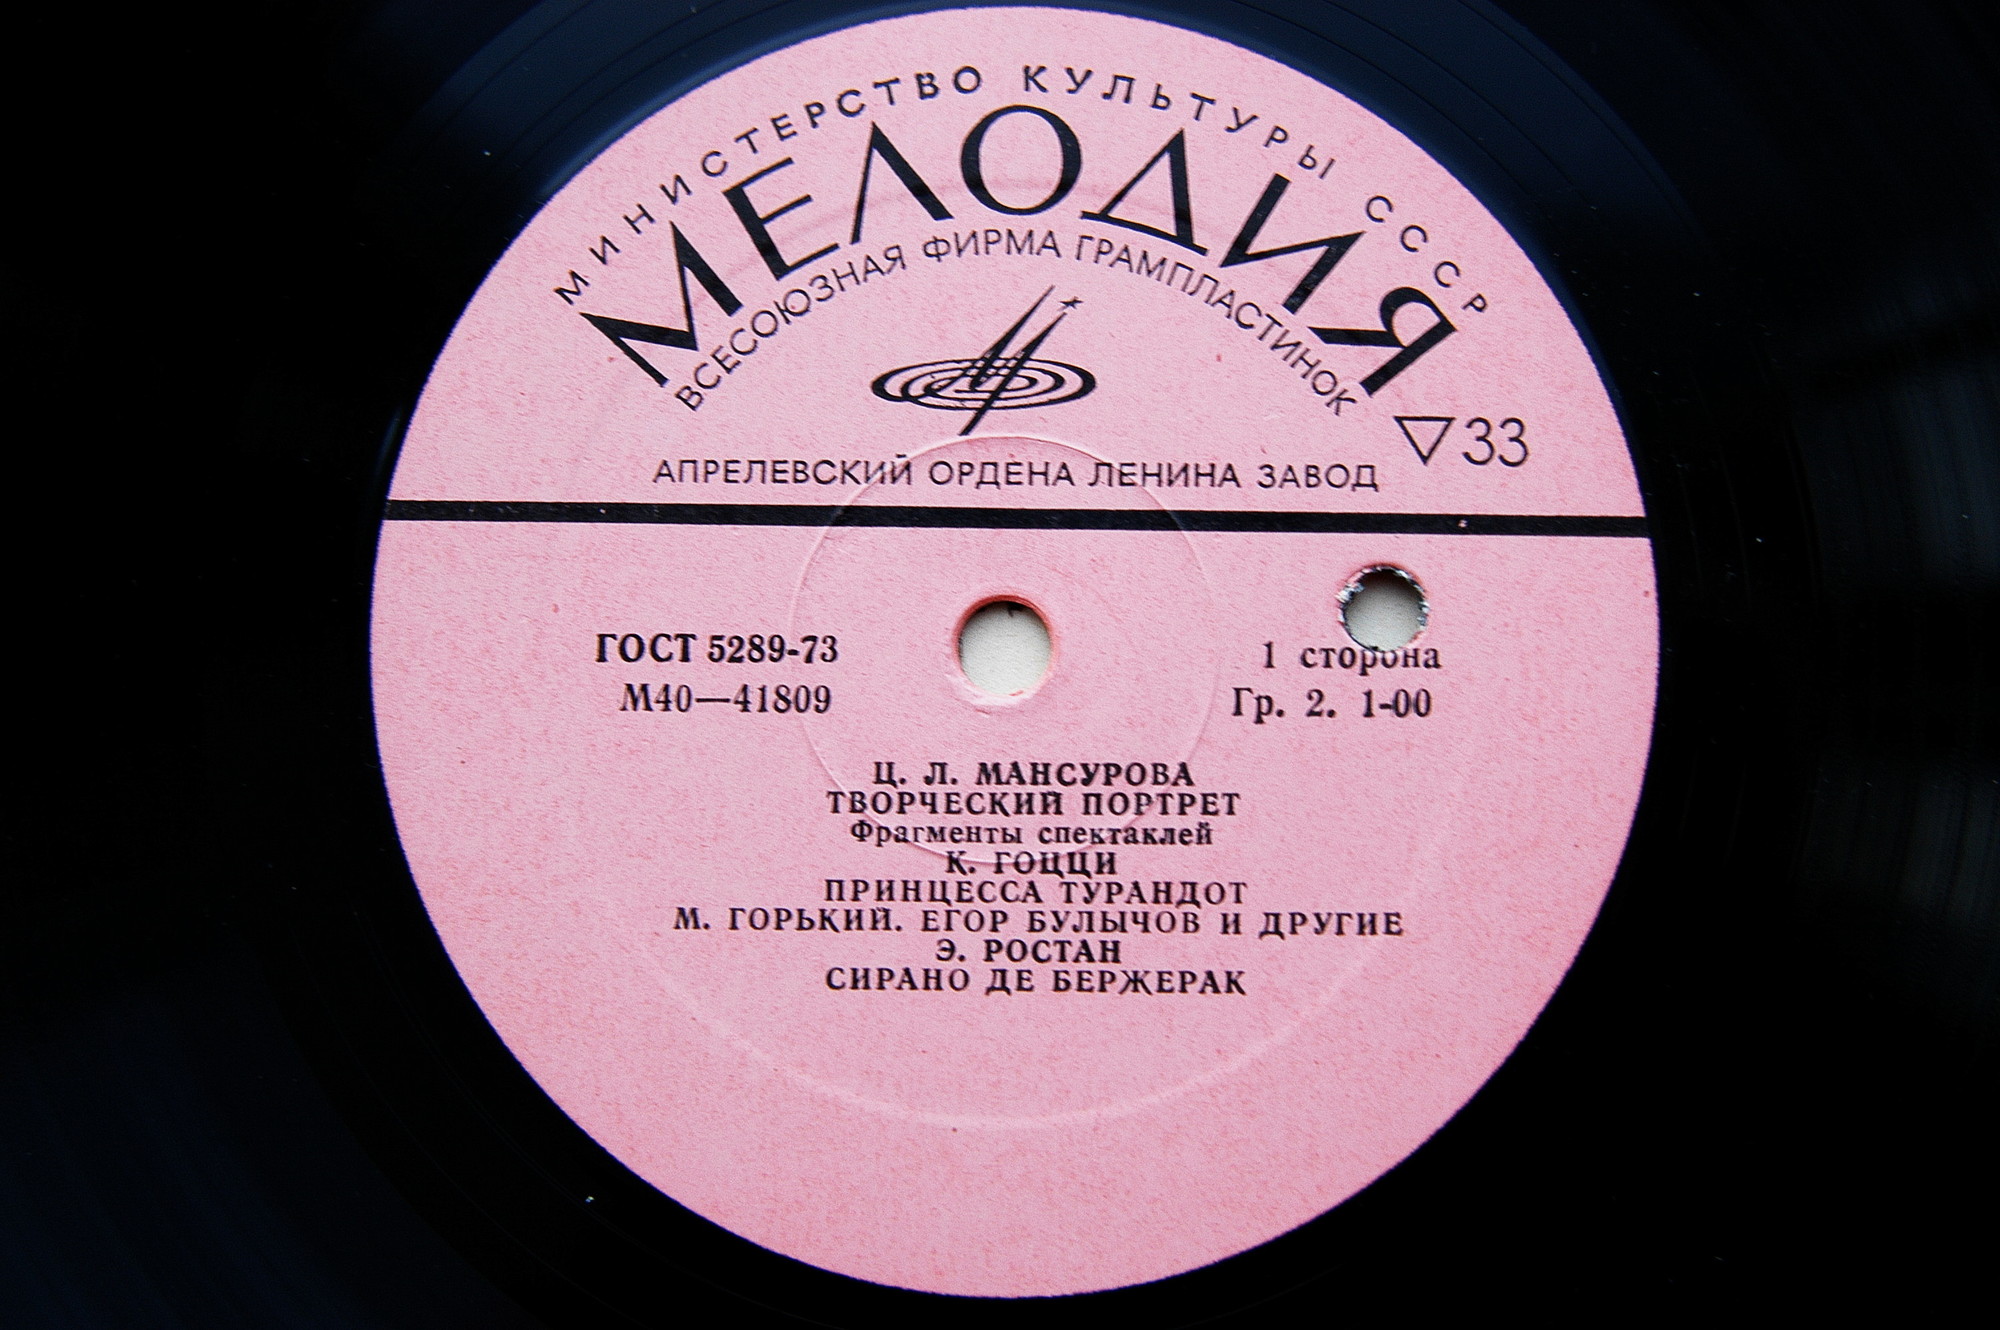 МИНИСТЕРСТВО КУЛЬТУРЫ СССР
МЕЛОДИЯ
ВСЕСОЮЗНАЯ ФИРМА ГРАМПЛАСТИНОК
33
АПРЕЛЕВСКИЙ ОРДЕНА ЛЕНИНА ЗАВОД
ГОСТ 5289-73
М40—41809
1 сторона
Гр. 2. 1-00
Ц. Л. МАНСУРОВА
ТВОРЧЕСКИЙ ПОРТРЕТ
Фрагменты спектаклей
К. ГОЦЦИ
ПРИНЦЕССА ТУРАНДОТ
М. ГОРЬКИЙ. ЕГОР БУЛЫЧОВ И ДРУГИЕ
Э. РОСТАН
СИРАНО ДЕ БЕРЖЕРАК